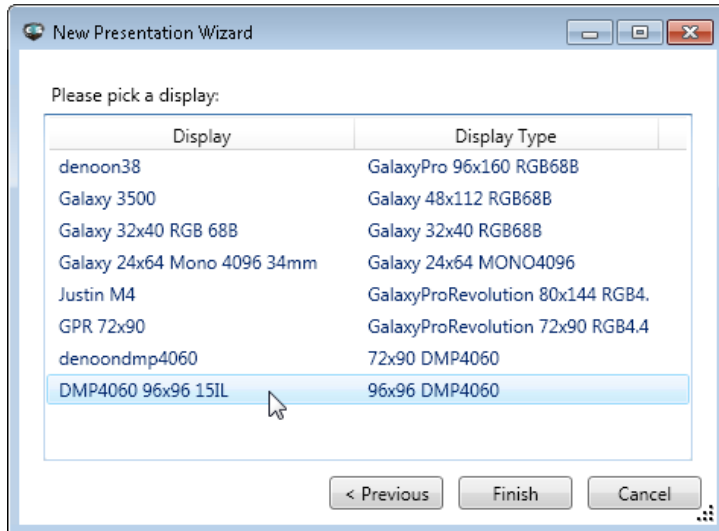 New Presentation Wizard
Please pick a display:
Display Display Type
denoon38 GalaxyPro 96x160 RGB68B
Galaxy 3500 Galaxy 48x112 RGB68B
Galaxy 32x40 RGB 68B Galaxy 32x40 RGB68B
Galaxy 24x64 Mono 4096 34mm Galaxy 24x64 MONO4096
Justin M4 GalaxyProRevolution 80x144 RGB4.
GPR 72x90 GalaxyProRevolution 72x90 RGB4.4
denoondmp4060 72x90 DMP4060
DMP4060 96x96 15IL 96x96 DMP4060
< Previous Finish Cancel